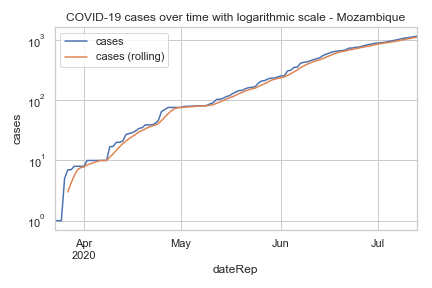 COVID-19 cases over time with logarithmic scale - Mozambique
cases
cases (rolling)
cases
10³
10²
10¹
10⁰
Apr
2020
May
Jun
Jul
dateRep